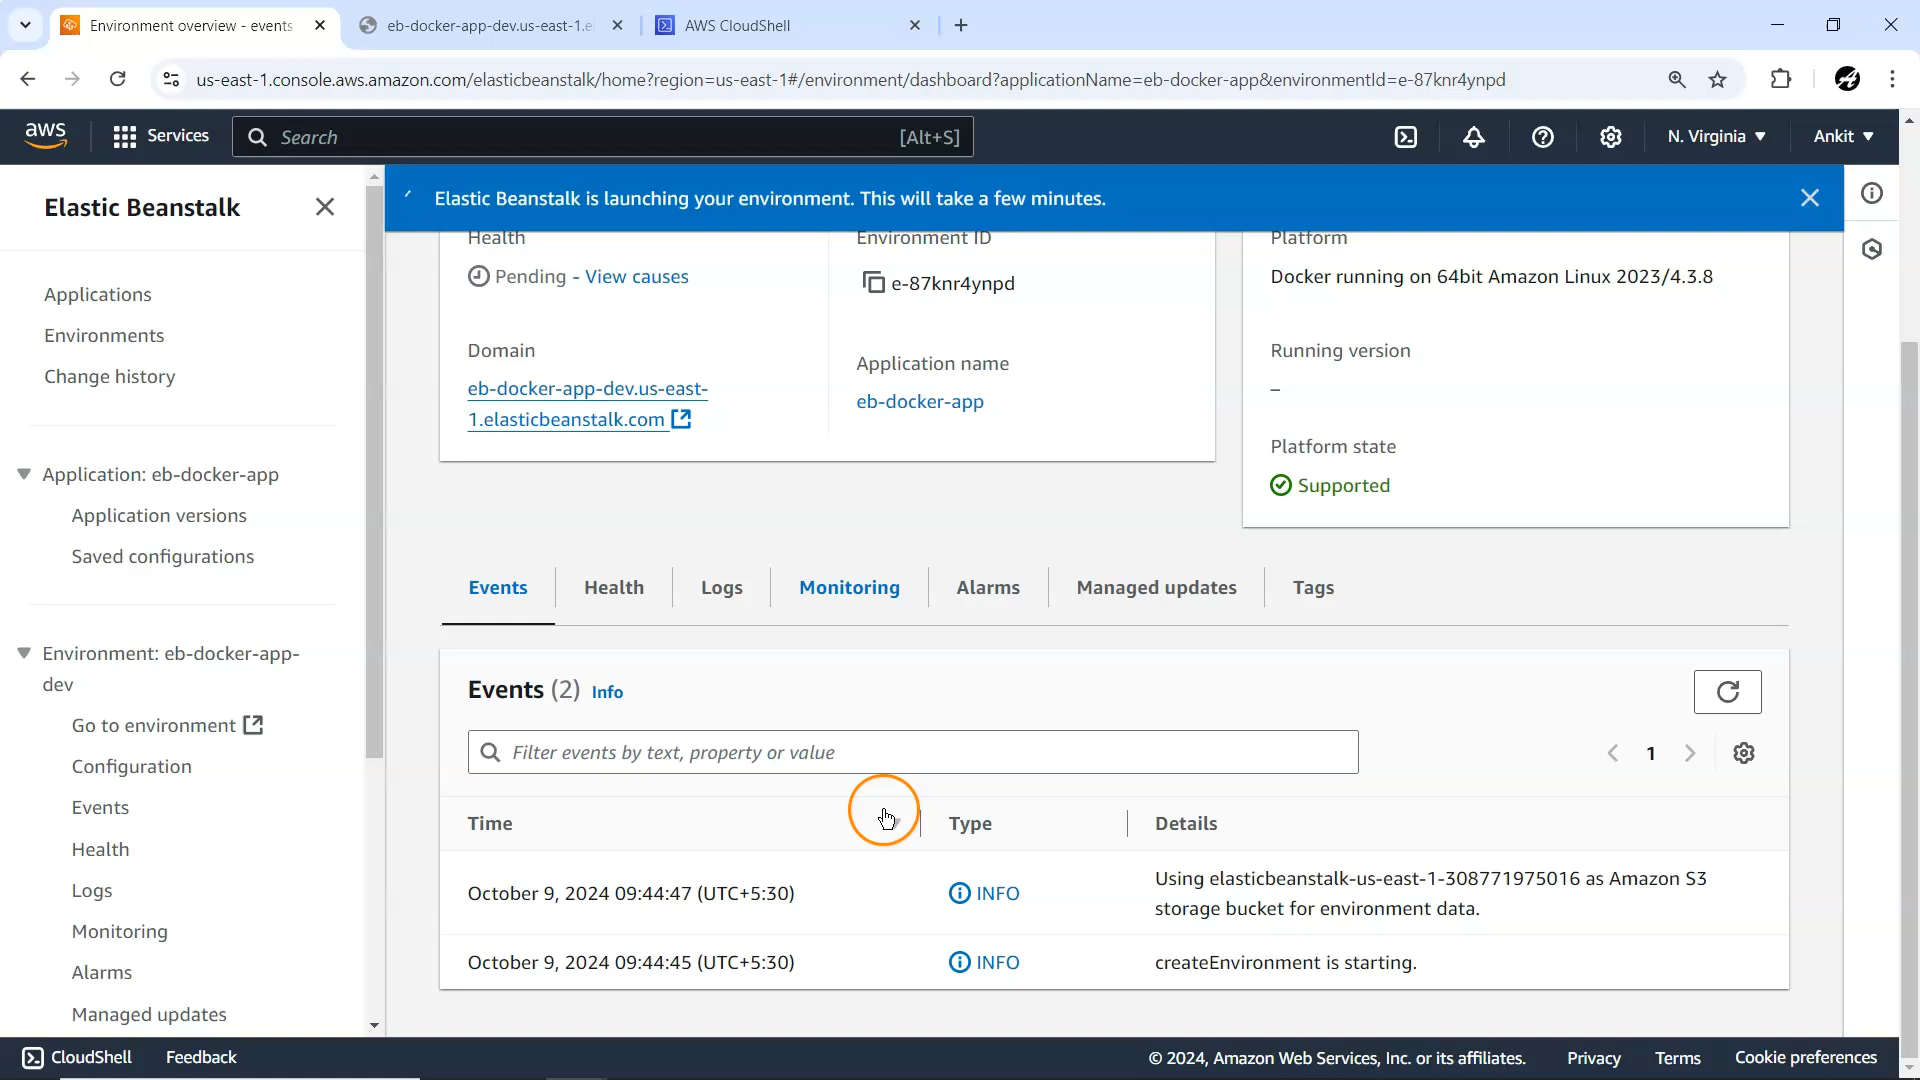 Environment overview - events
eb-docker-app-dev.us-east-1.e
AWS CloudShell
us-east-1.console.aws.amazon.com/elasticbeanstalk/home?region=us-east-1#/environment/dashboard?applicationName=eb-docker-app&environmentId=e-87knr4ynpd
aws
Services
Search
[Alt+S]
N. Virginia
Ankit
Elastic Beanstalk
Applications
Environments
Change history
Application: eb-docker-app
Application versions
Saved configurations
Environment: eb-docker-app-
dev
Go to environment
Configuration
Events
Health
Logs
Monitoring
Alarms
Managed updates
Elastic Beanstalk is launching your environment. This will take a few minutes.
Health
Pending - View causes
Domain
eb-docker-app-dev.us-east-
1.elasticbeanstalk.com
Environment ID
e-87knr4ynpd
Application name
eb-docker-app
Platform
Docker running on 64bit Amazon Linux 2023/4.3.8
Running version
–
Platform state
Supported
Events
Health
Logs
Monitoring
Alarms
Managed updates
Tags
Events (2) Info
Filter events by text, property or value
1
Time
Type
Details
October 9, 2024 09:44:47 (UTC+5:30)
INFO
Using elasticbeanstalk-us-east-1-308771975016 as Amazon S3
storage bucket for environment data.
October 9, 2024 09:44:45 (UTC+5:30)
INFO
createEnvironment is starting.
CloudShell
Feedback
© 2024, Amazon Web Services, Inc. or its affiliates.
Privacy
Terms
Cookie preferences